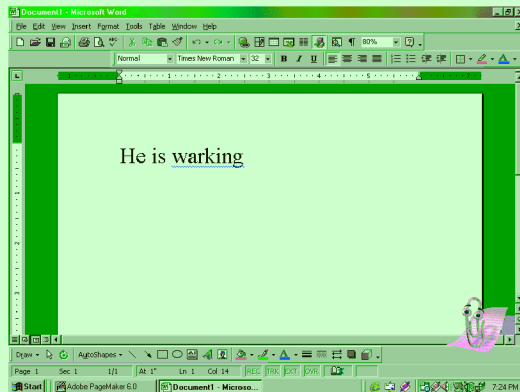 Document1 - Microsoft Word
File Edit View Insert Format Tools Table Window Help
80%
Normal Times New Roman 32 B I U
He is warking
Draw AutoShapes
Page 1 Sec 1 1/1 At 1" Ln 1 Col 14 REC TRK EXT OVR
Start Adobe PageMaker 6.0 Document1 - Microso... 7:24 PM